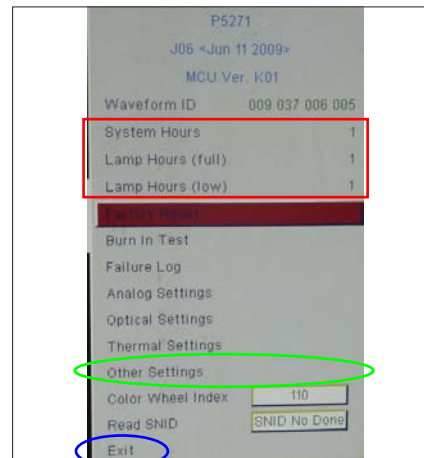 P5271
J06 <Jun 11 2009>
MCU Ver. K01
Waveform ID 009 037 006 005
System Hours 1
Lamp Hours (full) 1
Lamp Hours (low) 1
Factory Reset
Burn In Test
Failure Log
Analog Settings
Optical Settings
Thermal Settings
Other Settings
Color Wheel Index 110
Read SNID SNID No Done
Exit